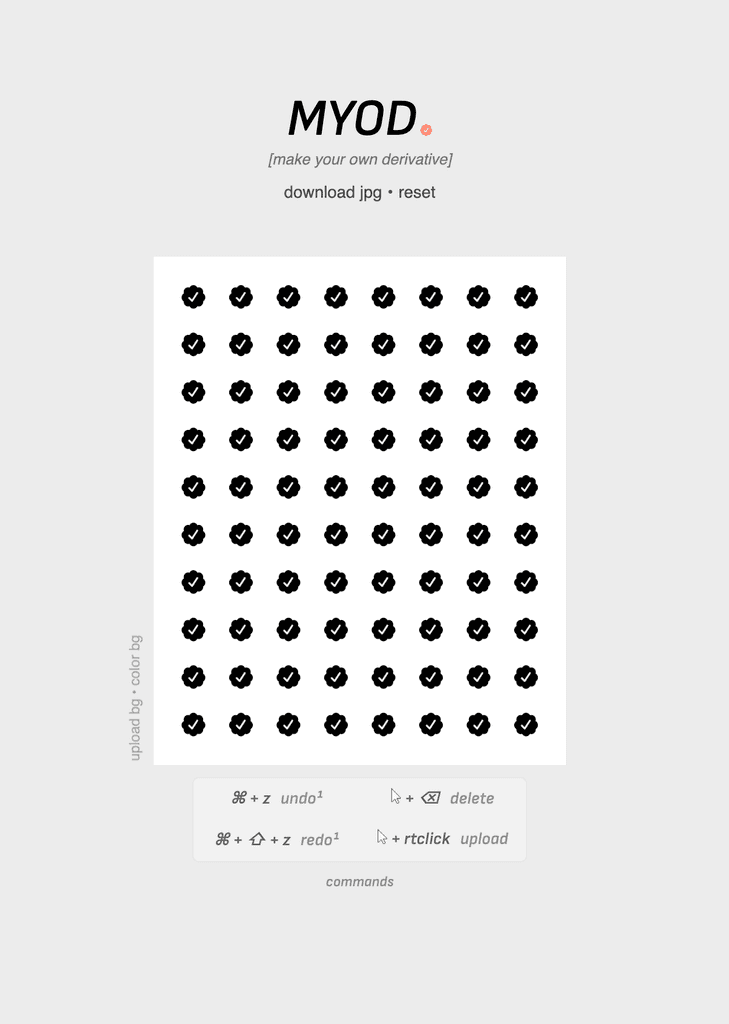 MYOD
[make your own derivative]
download jpg • reset
upload bg • color bg
⌘ + z undo¹
+ ⌫ delete
⌘ + ⇧ + z redo¹
+ rtclick upload
commands